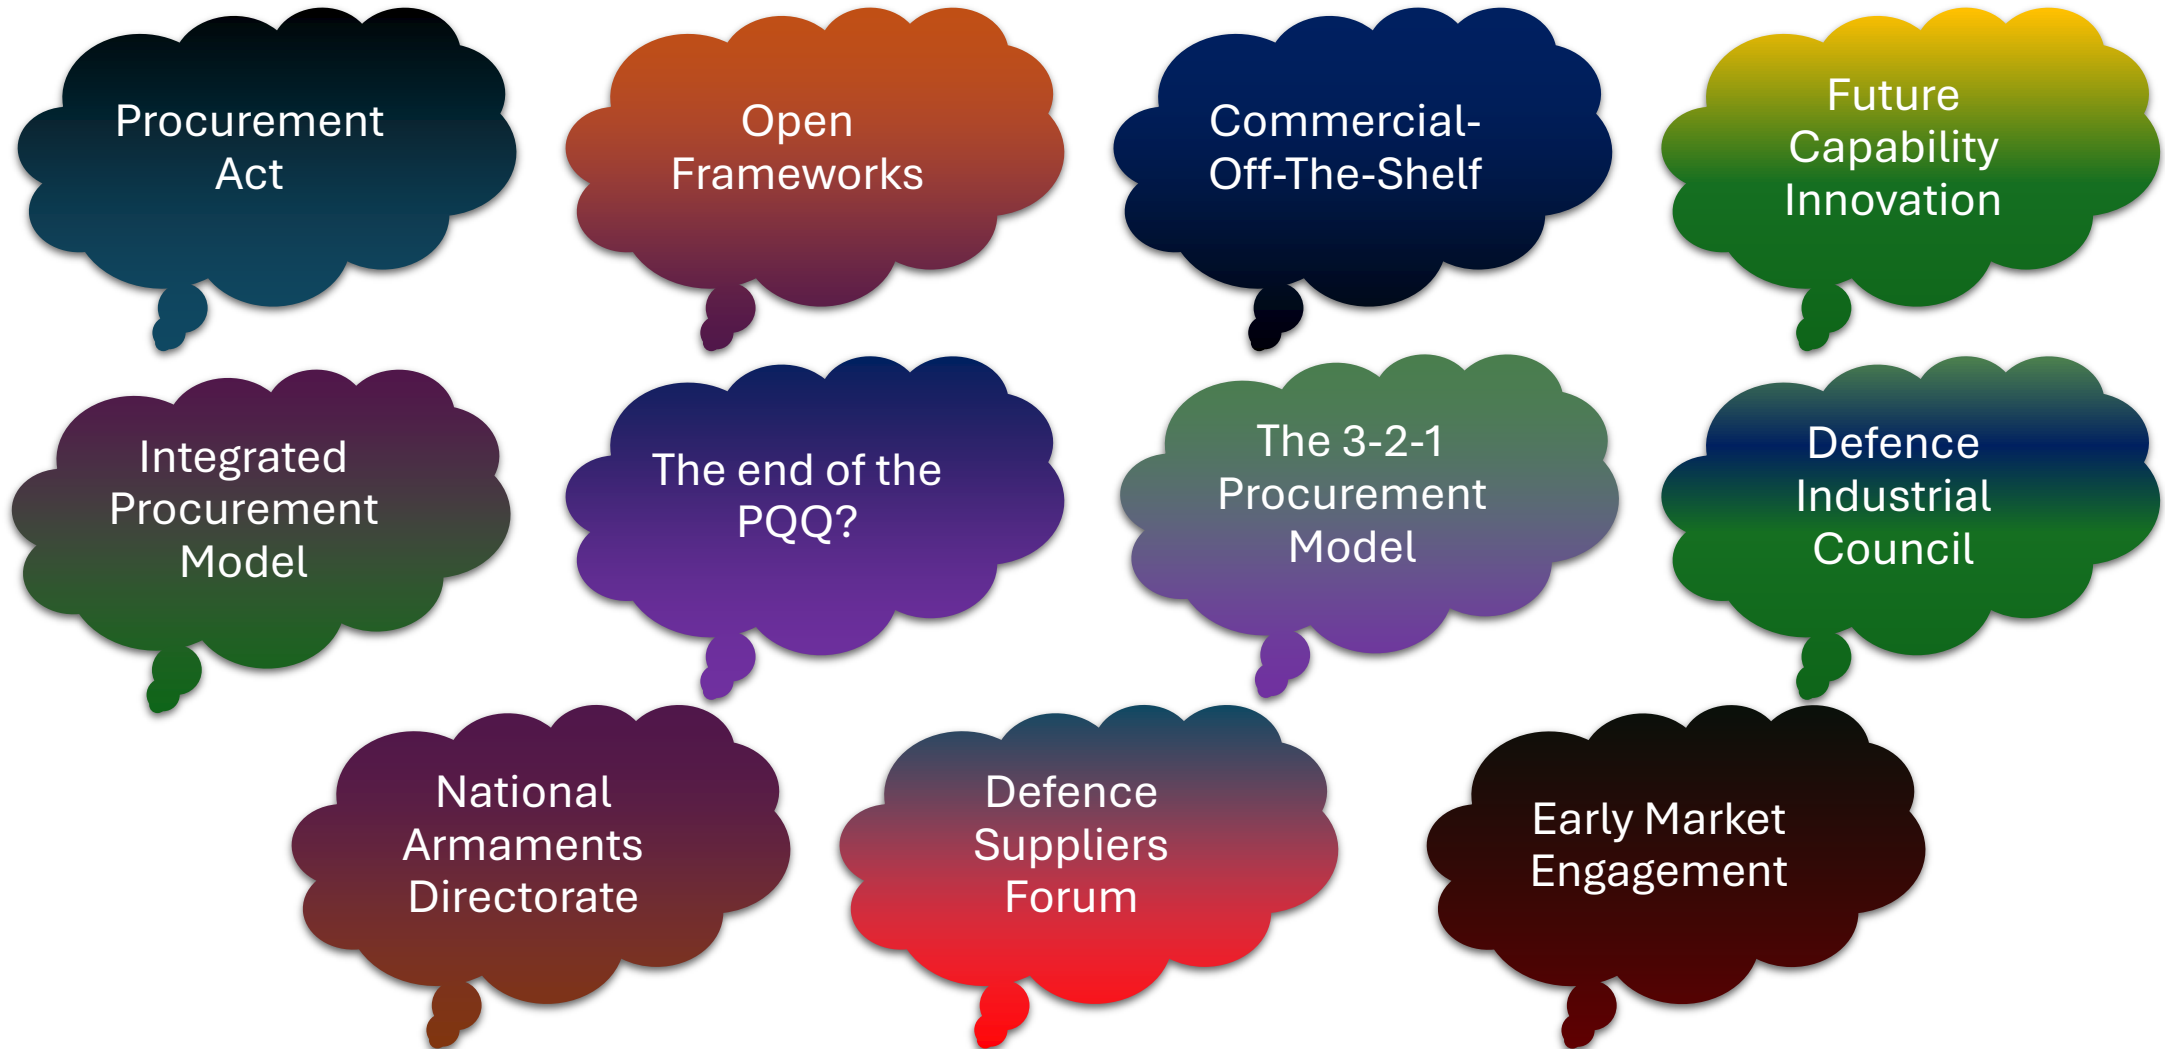 Procurement
Act
Open
Frameworks
Commercial-
Off-The-Shelf
Future
Capability
Innovation
Integrated
Procurement
Model
The end of the
PQQ?
The 3-2-1
Procurement
Model
Defence
Industrial
Council
National
Armaments
Directorate
Defence
Suppliers
Forum
Early Market
Engagement